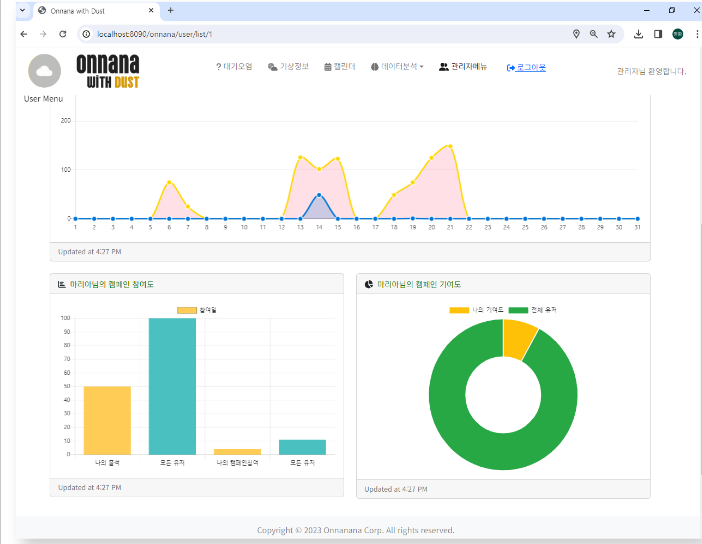 Onnana with Dust
localhost:8090/onnana/user/list/1
ONNANA
WITH DUST
? 대기오염 기상정보 캘린더 데이터분석 관리자메뉴 로그아웃 관리자님 환영합니다.
User Menu
200
100
0
1 2 3 4 5 6 7 8 9 10 11 12 13 14 15 16 17 18 19 20 21 22 23 24 25 26 27 28 29 30 31
Updated at 4:27 PM
마리아님의 캠페인 참여도
참여일
100
90
80
70
60
50
40
30
20
10
0
나의 출석 모든 유저 나의 캠페인참여 모든 유저
Updated at 4:27 PM
마리아님의 캠페인 기여도
나의 기여도 전체 유저
Updated at 4:27 PM
Copyright © 2023 Onnanana Corp. All rights reserved.